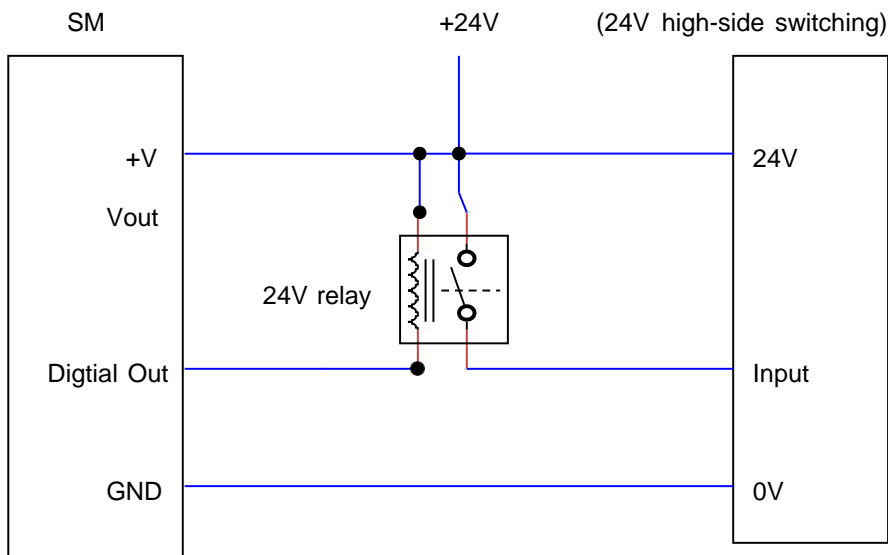 SM +24V (24V high-side switching)
+V 24V
Vout
24V relay
Digtial Out Input
GND 0V